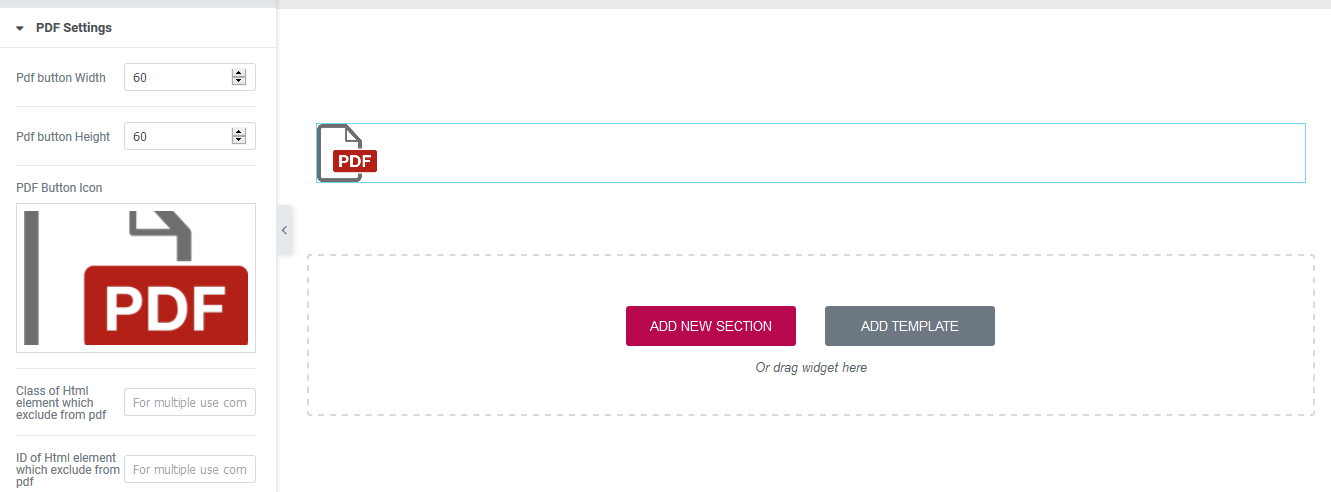 PDF Settings
Pdf button Width
60
Pdf button Height
60
PDF Button Icon
PDF
Class of Html
element which
exclude from pdf
For multiple use com
ID of Html element
which exclude from
pdf
For multiple use com
PDF
ADD NEW SECTION
ADD TEMPLATE
Or drag widget here